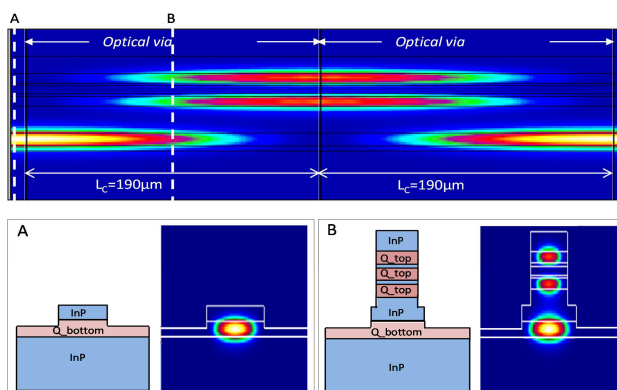 A
B
Optical via
Optical via
L_C=190μm
L_C=190μm
A
InP
Q_bottom
InP
B
InP
Q_top
Q_top
Q_top
InP
Q_bottom
InP